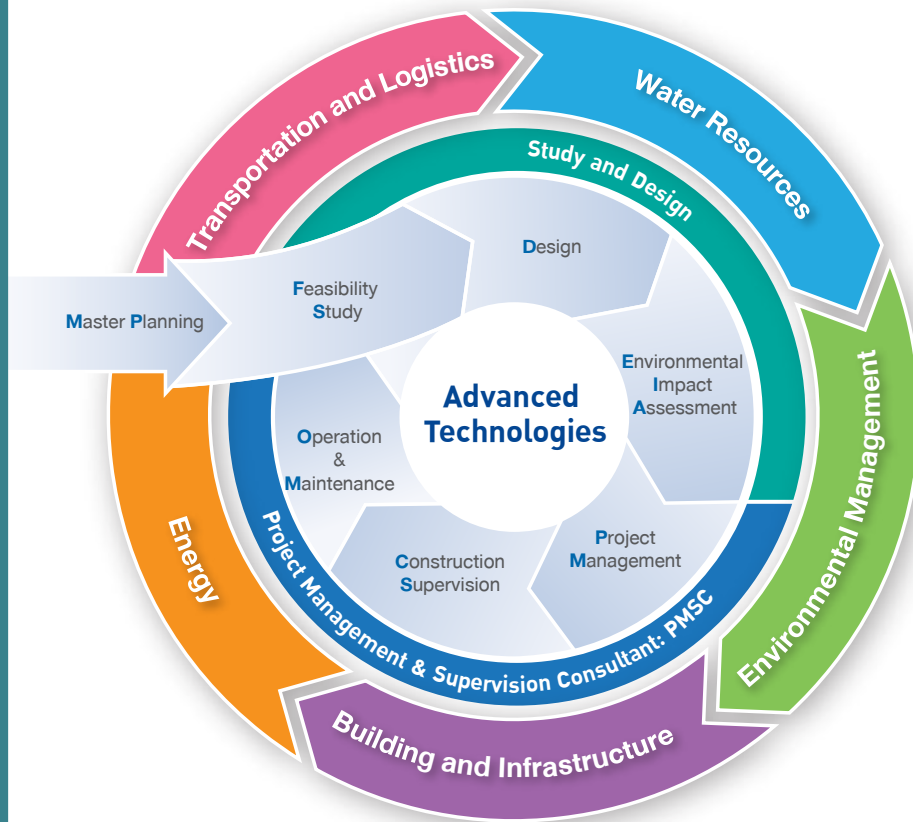 Transportation and Logistics
Water Resources
Environmental Management
Building and Infrastructure
Energy
Study and Design
Project Management & Supervision Consultant: PMSC
Master Planning
Feasibility
Study
Design
Environmental
Impact
Assessment
Project
Management
Construction
Supervision
Operation
&
Maintenance
Advanced
Technologies